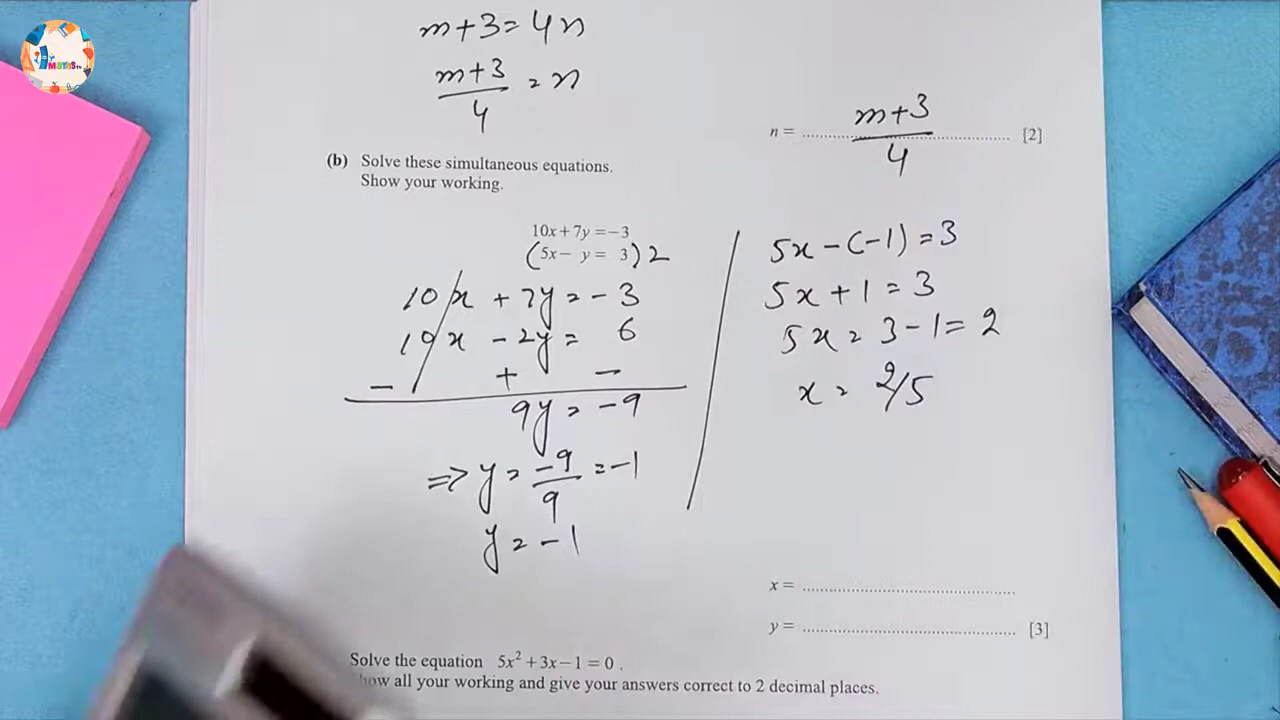 MATHS TV
m+3=4n
m+3/4 = n
n = m+3/4 [2]
(b) Solve these simultaneous equations.
Show your working.
10x+7y=-3
(5x- y= 3)2
10x + 7y = -3
10x - 2y = 6
- + -
9y = -9
=> y = -9/9 = -1
y = -1
5x-(-1)=3
5x+1=3
5x = 3-1=2
x = 2/5
x =
y = [3]
Solve the equation 5x²+3x-1=0.
how all your working and give your answers correct to 2 decimal places.